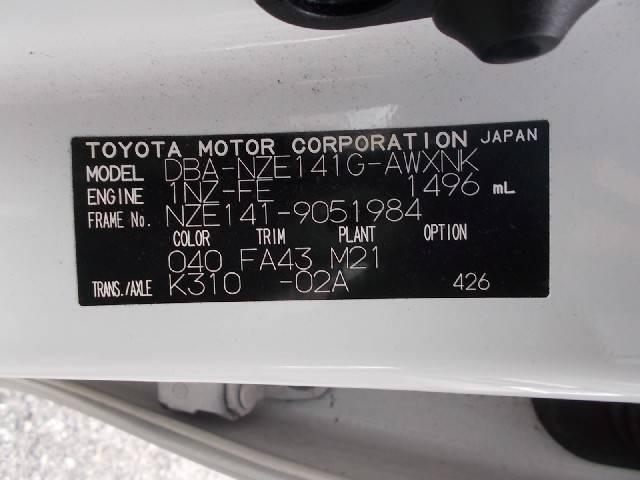 TOYOTA MOTOR CORPORATION JAPAN
MODEL DBA-NZE141G-AWXNK
ENGINE 1NZ-FE 1496 mL
FRAME No. NZE141-9051984
COLOR TRIM PLANT OPTION
040 FA43 M21
TRANS./AXLE K310 -02A 426